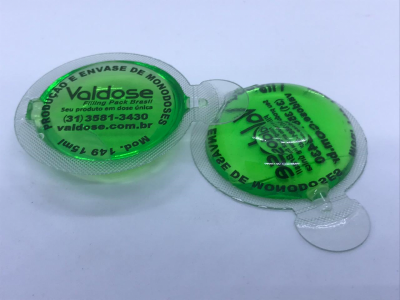 PRODUÇÃO E ENVASE DE MONODOSES
Valdose
Filling Pack Brasil
Seu produto em dose única
(31)3581-3430
valdose.com.br
Mod. 149 15ml
ENVASE DE MONODOSES